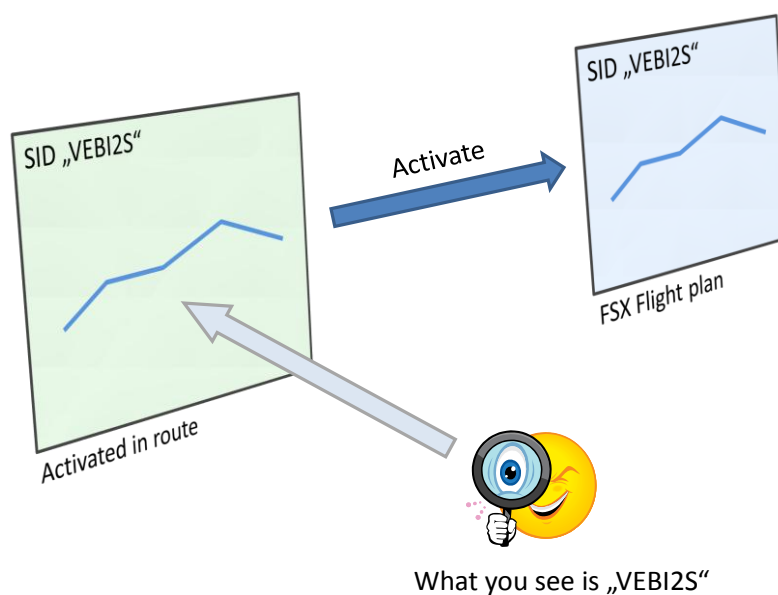 SID „VEBI2S“
Activated in route
Activate
SID „VEBI2S“
FSX Flight plan
What you see is „VEBI2S“